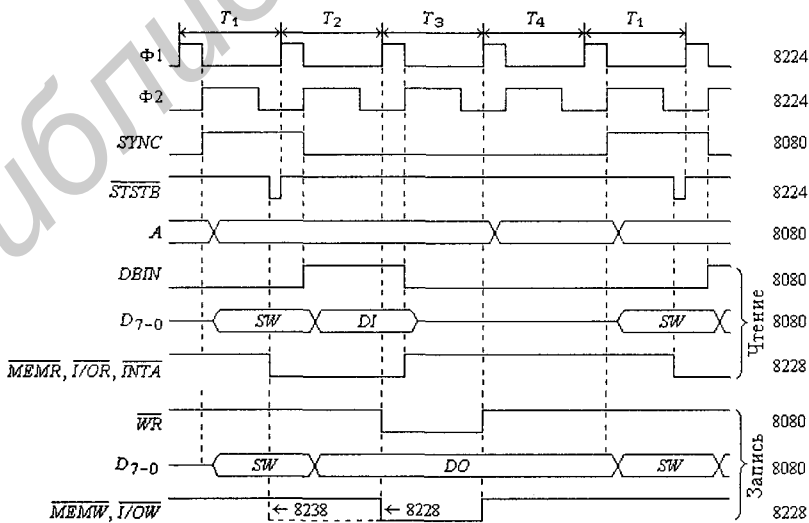 библио
T1 T2 T3 T4 T1
Φ1 8224
Φ2 8224
SYNC 8080
STSTB 8224
A 8080
DBIN 8080
D7-0 SW DI SW 8080
MEMR, I/OR, INTA 8228
Чтение
WR 8080
D7-0 SW DO SW 8080
MEMW, I/OW ← 8238 ← 8228 8228
Запись